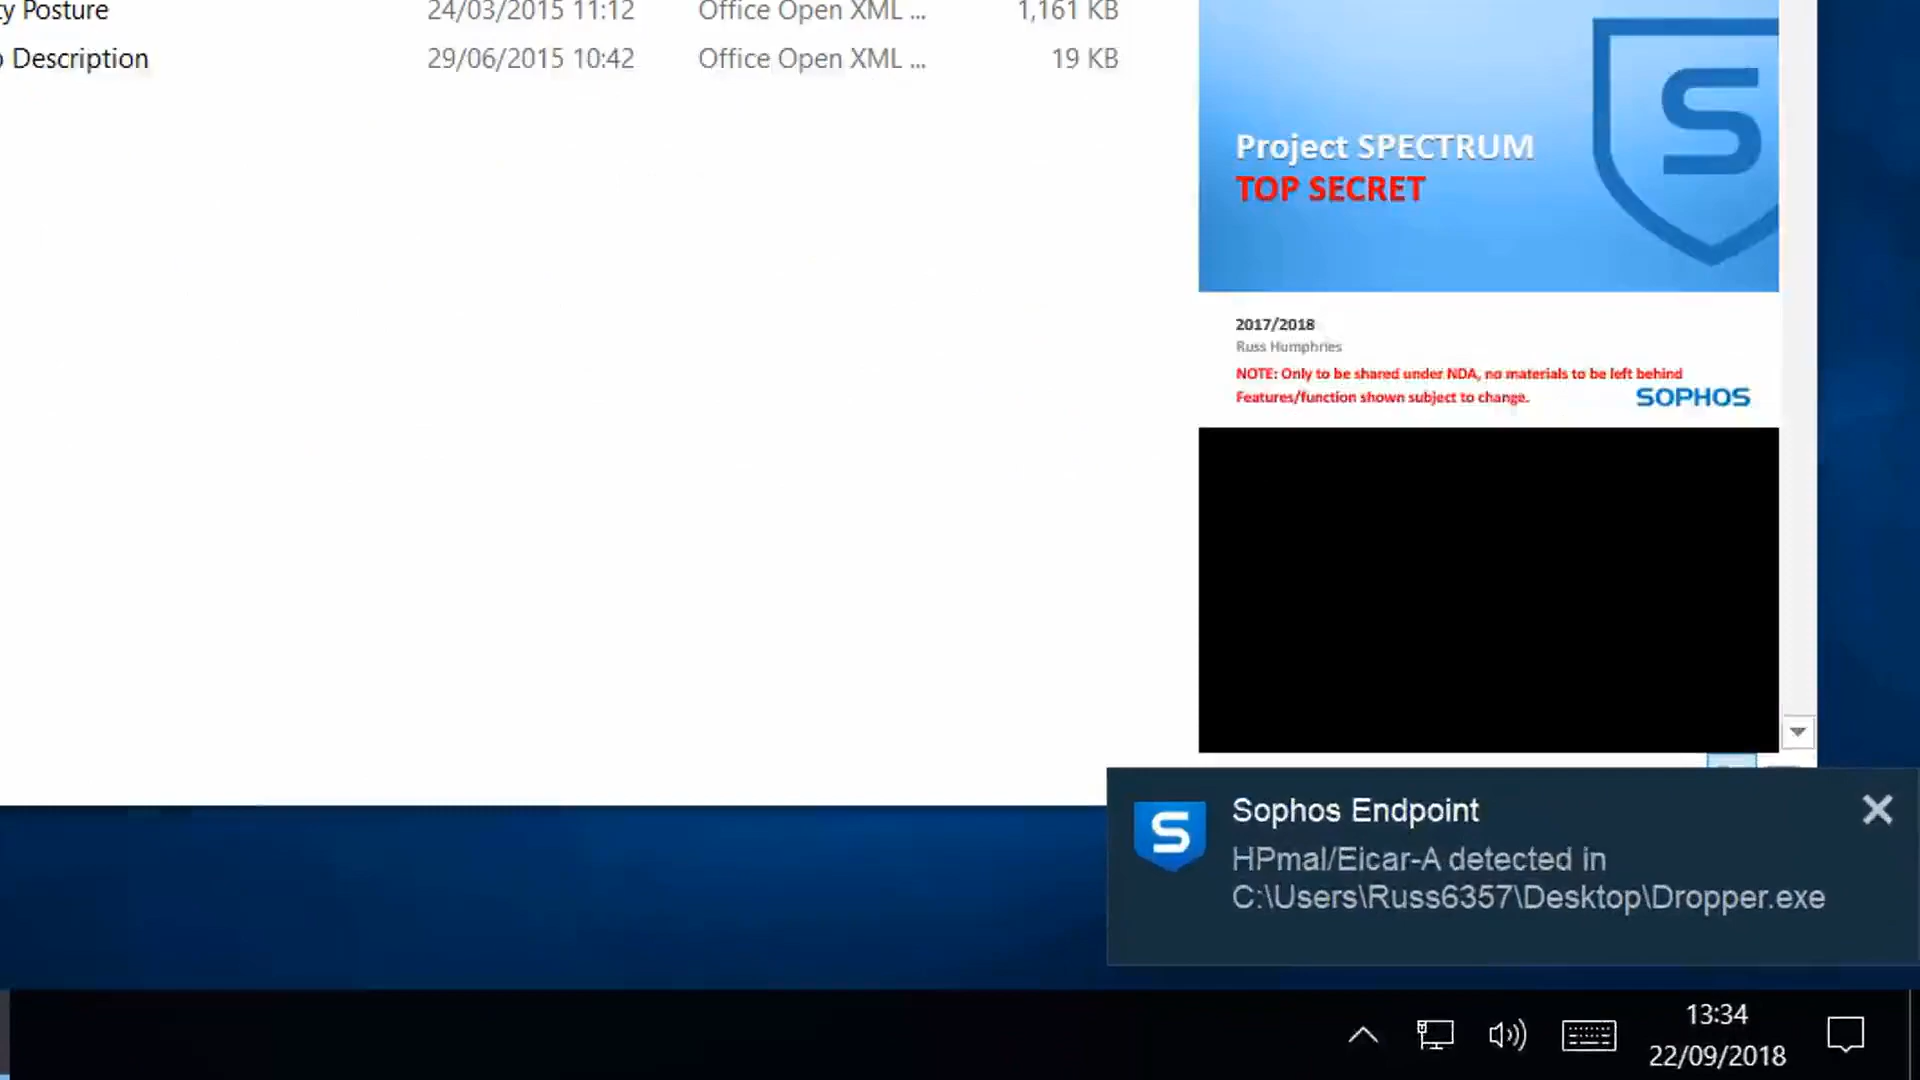 Posture 24/03/2015 11:12 Office Open XML ... 1,161 KB
Description 29/06/2015 10:42 Office Open XML ... 19 KB
S
Project SPECTRUM
TOP SECRET
2017/2018
Russ Humphries
NOTE: Only to be shared under NDA, no materials to be left behind
Features/function shown subject to change.
SOPHOS
S
Sophos Endpoint
HPmal/Eicar-A detected in
C:\Users\Russ6357\Desktop\Dropper.exe
13:34
22/09/2018